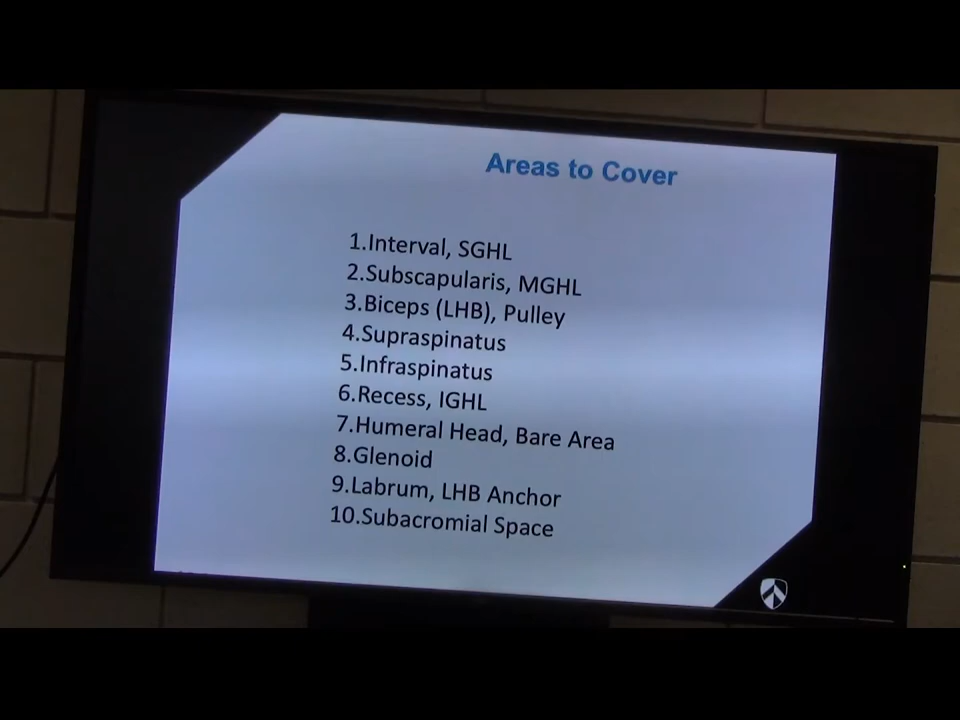 Areas to Cover
1.Interval, SGHL
2.Subscapularis, MGHL
3.Biceps (LHB), Pulley
4.Supraspinatus
5.Infraspinatus
6.Recess, IGHL
7.Humeral Head, Bare Area
8.Glenoid
9.Labrum, LHB Anchor
10.Subacromial Space